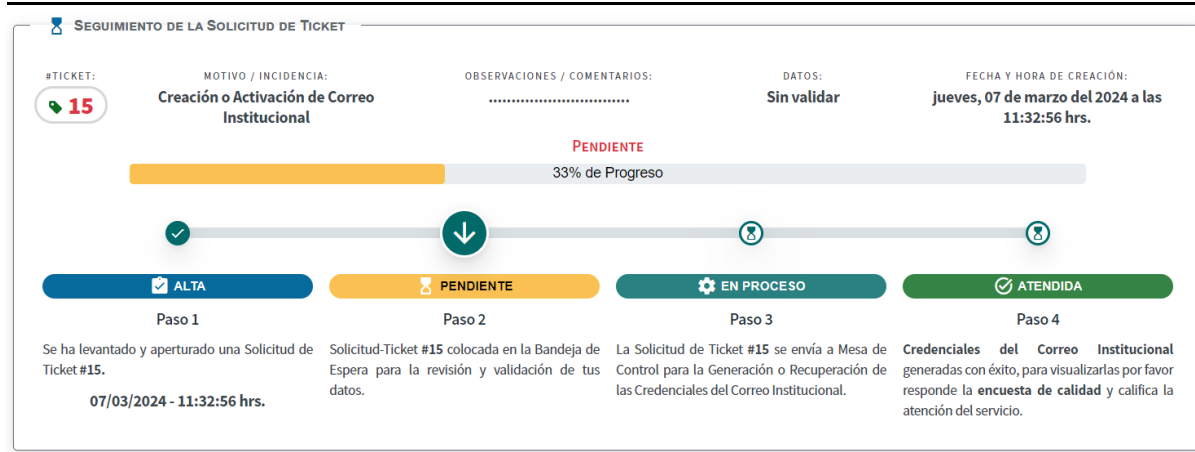 SEGUIMIENTO DE LA SOLICITUD DE TICKET
#TICKET:
15
MOTIVO / INCIDENCIA:
Creación o Activación de Correo
Institucional
OBSERVACIONES / COMENTARIOS:
...............................
DATOS:
Sin validar
FECHA Y HORA DE CREACIÓN:
jueves, 07 de marzo del 2024 a las
11:32:56 hrs.
PENDIENTE
33% de Progreso
ALTA
Paso 1
Se ha levantado y aperturado una Solicitud de
Ticket #15.
07/03/2024 - 11:32:56 hrs.
PENDIENTE
Paso 2
Solicitud-Ticket #15 colocada en la Bandeja de
Espera para la revisión y validación de tus
datos.
EN PROCESO
Paso 3
La Solicitud de Ticket #15 se envía a Mesa de
Control para la Generación o Recuperación de
las Credenciales del Correo Institucional.
ATENDIDA
Paso 4
Credenciales del Correo Institucional
generadas con éxito, para visualizarlas por favor
responde la encuesta de calidad y califica la
atención del servicio.